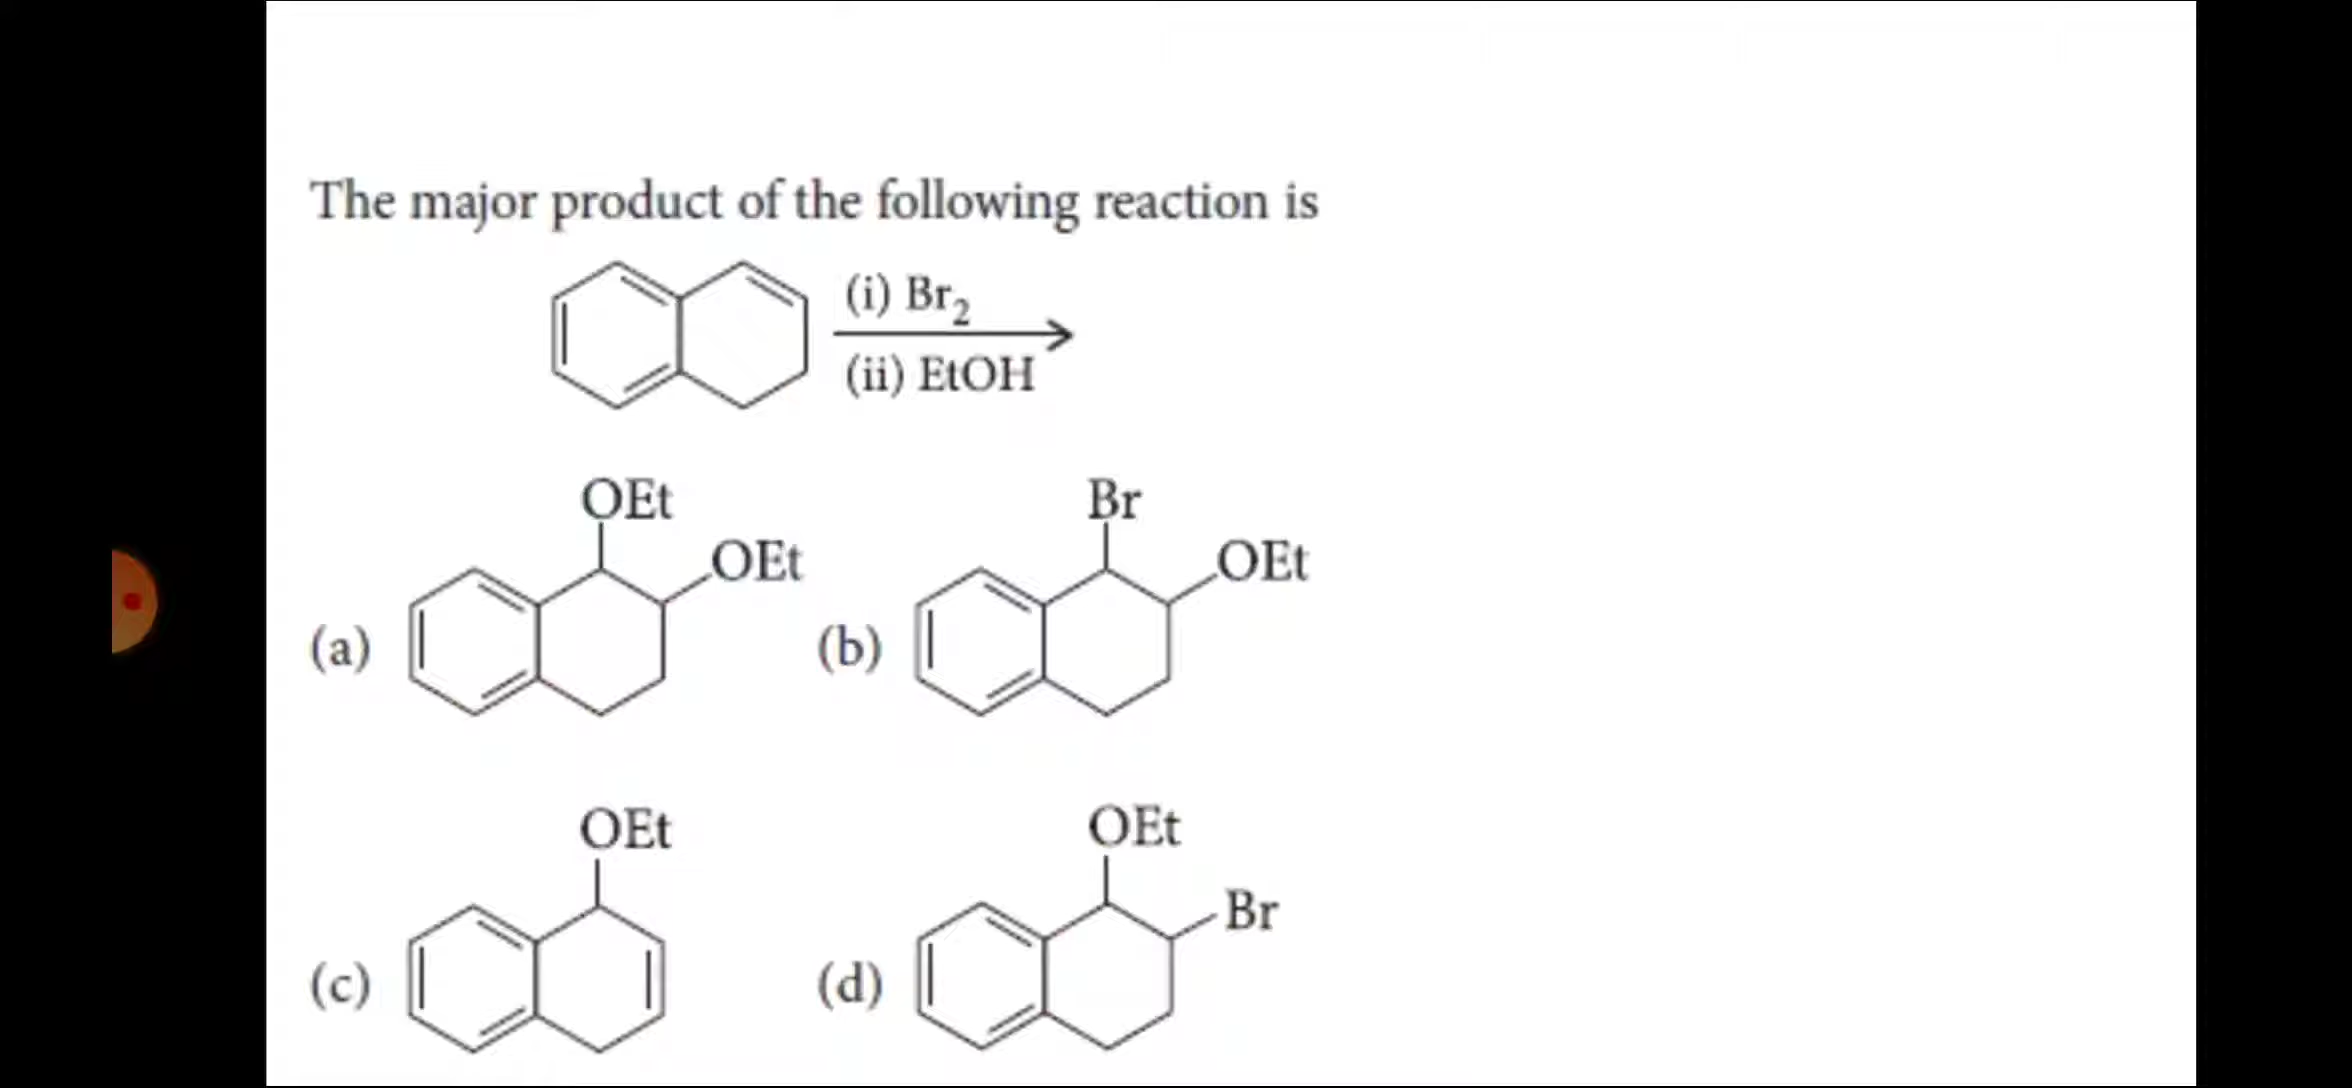 The major product of the following reaction is
(i) Br₂
(ii) EtOH
OEt
OEt
(a)
Br
OEt
(b)
OEt
(c)
OEt
Br
(d)